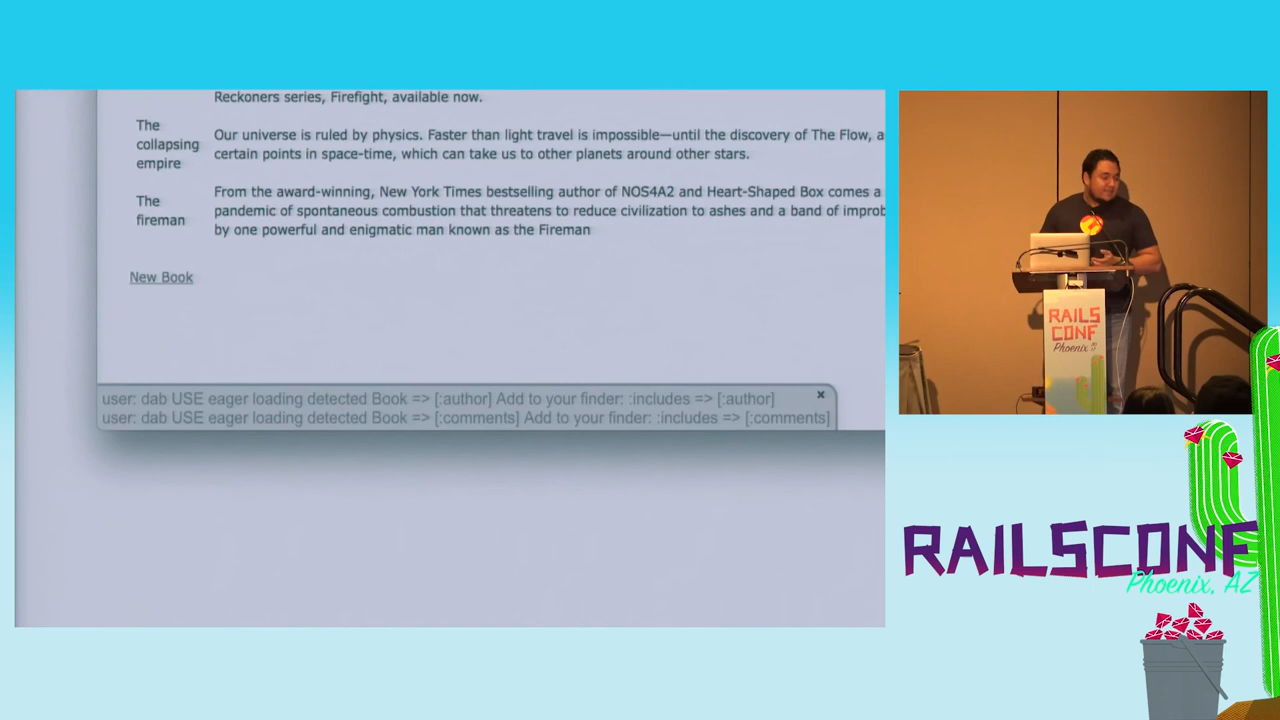 Reckoners series, Firefight, available now.
The
collapsing
empire
Our universe is ruled by physics. Faster than light travel is impossible—until the discovery of The Flow, a
certain points in space-time, which can take us to other planets around other stars.
The
fireman
From the award-winning, New York Times bestselling author of NOS4A2 and Heart-Shaped Box comes a
pandemic of spontaneous combustion that threatens to reduce civilization to ashes and a band of improb
by one powerful and enigmatic man known as the Fireman
New Book
user: dab USE eager loading detected Book => [:author] Add to your finder: :includes => [:author]
user: dab USE eager loading detected Book => [:comments] Add to your finder: :includes => [:comments]
x
RAILS
CONF
Phoenix AZ
RAILSCONF
Phoenix, AZ